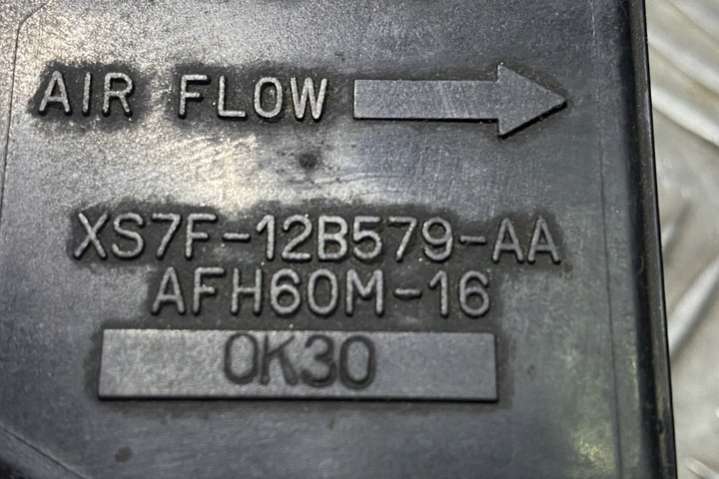 AIR FLOW
XS7F-12B579-AA
AFH60M-16
0K30